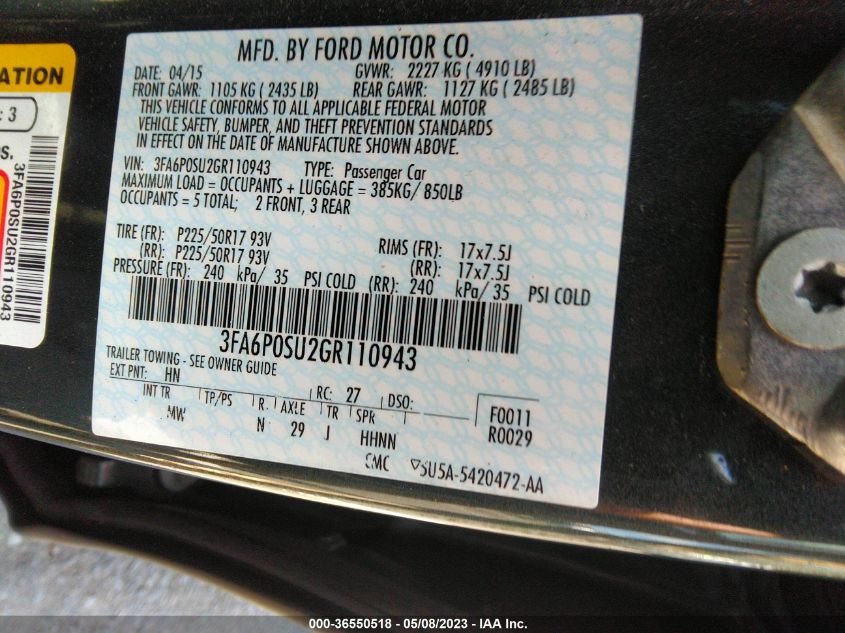 MFD. BY FORD MOTOR CO.
DATE: 04/15 GVWR: 2227 KG ( 4910 LB)
FRONT GAWR: 1105 KG ( 2435 LB) REAR GAWR: 1127 KG ( 2485 LB)
THIS VEHICLE CONFORMS TO ALL APPLICABLE FEDERAL MOTOR
VEHICLE SAFETY, BUMPER, AND THEFT PREVENTION STANDARDS
IN EFFECT ON THE DATE OF MANUFACTURE SHOWN ABOVE.
VIN: 3FA6P0SU2GR110943 TYPE: Passenger Car
MAXIMUM LOAD = OCCUPANTS + LUGGAGE = 385KG/ 850LB
OCCUPANTS = 5 TOTAL; 2 FRONT, 3 REAR
TIRE (FR): P225/50R17 93V RIMS (FR): 17x7.5J
(RR): P225/50R17 93V (RR): 17x7.5J
PRESSURE (FR): 240 kPa/ 35 PSI COLD (RR): 240 kPa/ 35 PSI COLD
3FA6P0SU2GR110943
TRAILER TOWING - SEE OWNER GUIDE
EXT PNT: HN RC: 27 DSO:
INT TR TP/PS R. AXLE TR SPR F0011
MW N 29 J HHNN R0029
5U5A-5420472-AA
ATION
: 3
S.
3FA6P0SU2GR110943
000-36550518 - 05/08/2023 - IAA Inc.